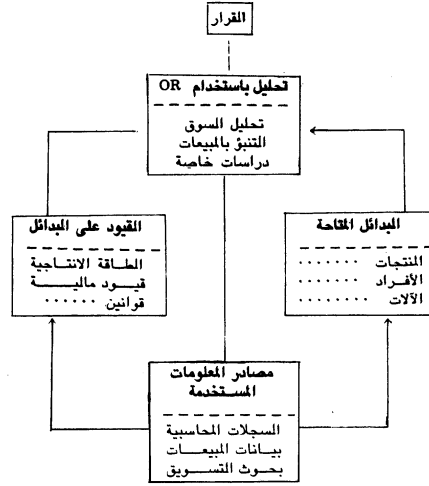 القرار
تحليل باستخدام OR
تحليل السوق
التنبؤ بالمبيعات
دراسات خاصة
البدائل المتاحة
المنتجات .......
الأفراد .......
الآلات ........
القيود على البدائل
الطاقة الانتاجية
قيود مالية
قوانين ......
مصادر المعلومات
المستخدمة
السجلات المحاسبية
بيانات المبيعات
بحوث التسويق